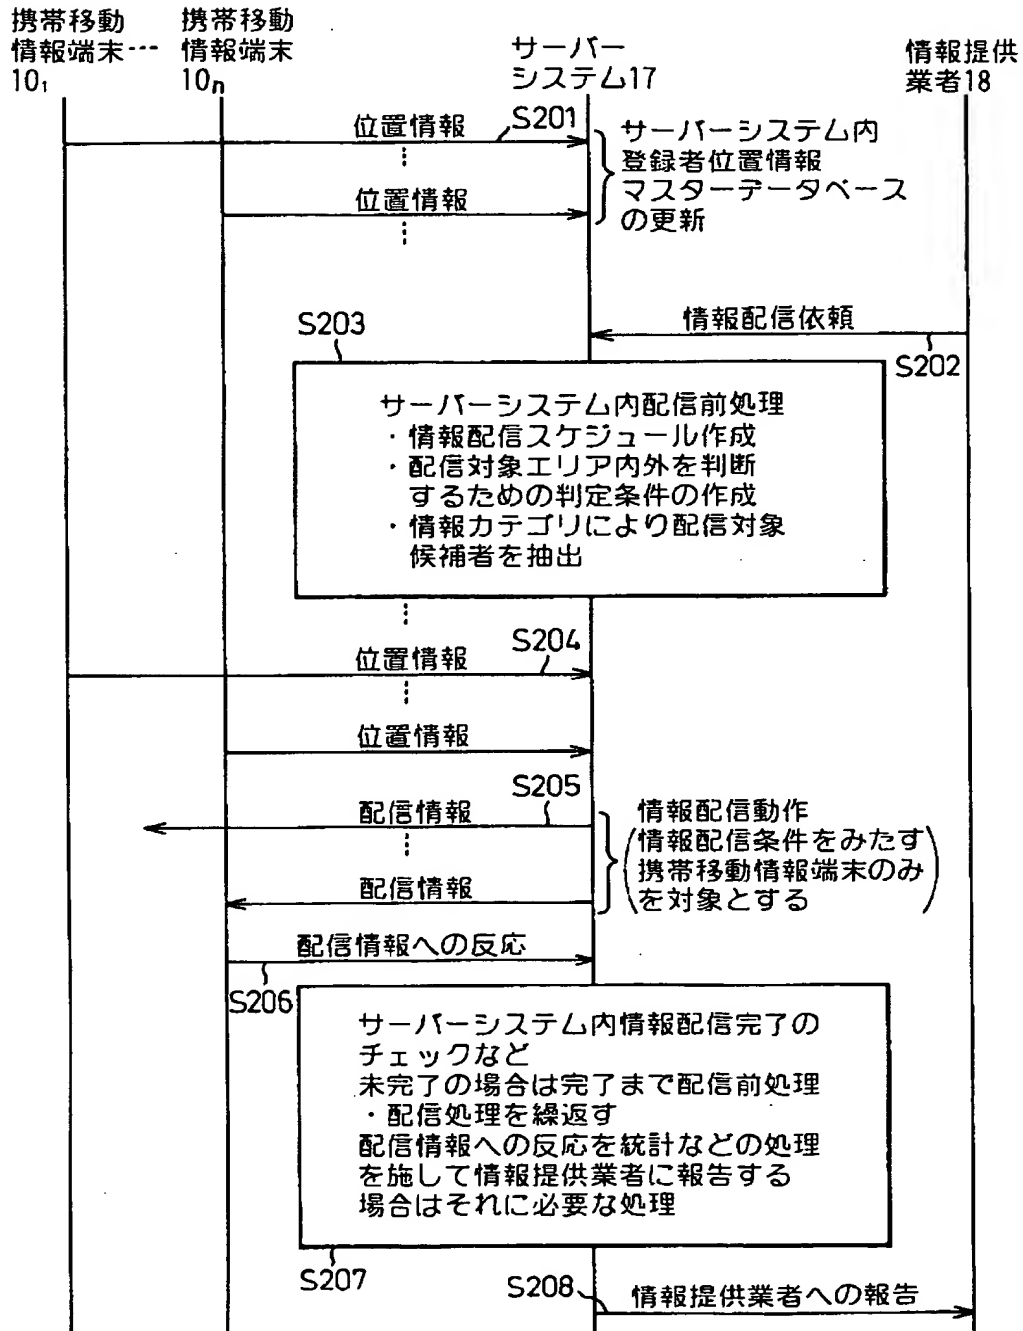 携帯移動
情報端末…
10₁
携帯移動
情報端末
10n
サーバー
システム17
情報提供
業者18
位置情報
S201
サーバーシステム内
登録者位置情報
マスターデータベース
の更新
位置情報
情報配信依頼
S202
S203
サーバーシステム内配信前処理
・情報配信スケジュール作成
・配信対象エリア内外を判断
するための判定条件の作成
・情報カテゴリにより配信対象
候補者を抽出
位置情報
S204
位置情報
配信情報
S205
情報配信動作
(情報配信条件をみたす
携帯移動情報端末のみ
を対象とする)
配信情報
配信情報への反応
S206
サーバーシステム内情報配信完了の
チェックなど
未完了の場合は完了まで配信前処理
・配信処理を繰返す
配信情報への反応を統計などの処理
を施して情報提供業者に報告する
場合はそれに必要な処理
S207
S208
情報提供業者への報告